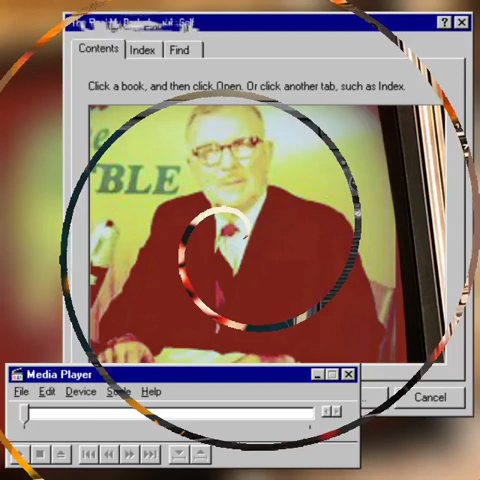 Contents Index Find
Click a book, and then click Open. Or click another tab, such as Index.
BLE
Media Player
File Edit Device Scale Help
Cancel